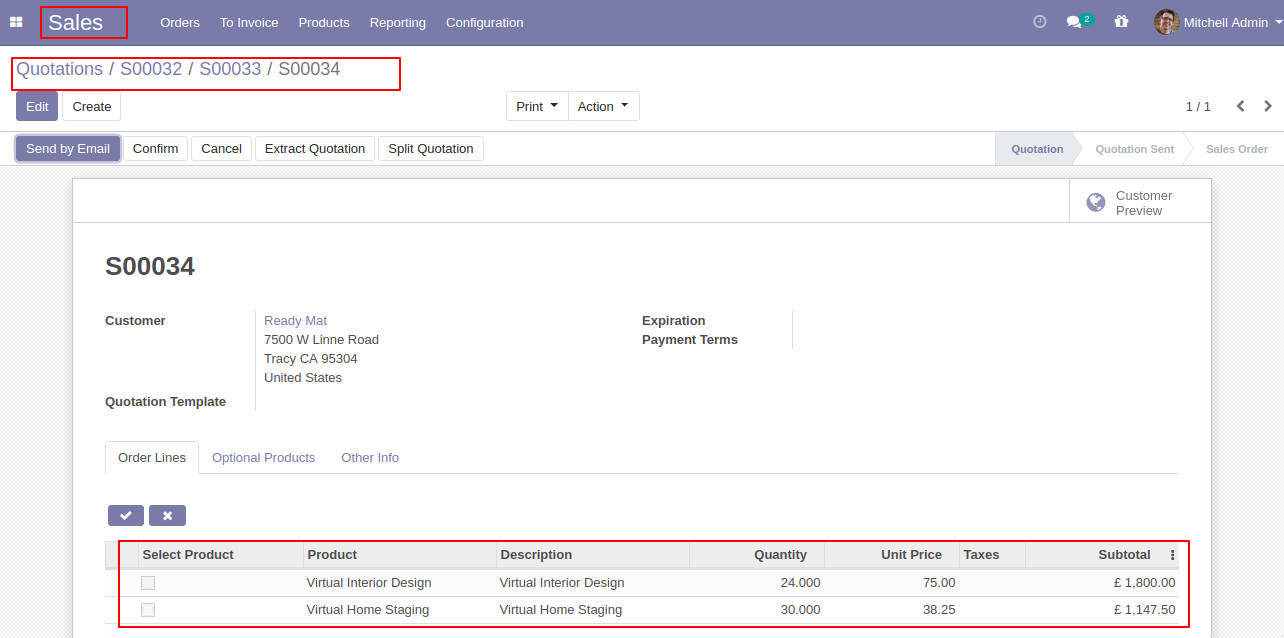 Sales Orders To Invoice Products Reporting Configuration 2 Mitchell Admin
Quotations / S00032 / S00033 / S00034
Edit Create Print Action 1 / 1
Send by Email Confirm Cancel Extract Quotation Split Quotation Quotation Quotation Sent Sales Order
Customer
Preview
S00034
Customer Ready Mat Expiration
7500 W Linne Road Payment Terms
Tracy CA 95304
United States
Quotation Template
Order Lines Optional Products Other Info
Select Product Product Description Quantity Unit Price Taxes Subtotal
Virtual Interior Design Virtual Interior Design 24.000 75.00 £ 1,800.00
Virtual Home Staging Virtual Home Staging 30.000 38.25 £ 1,147.50